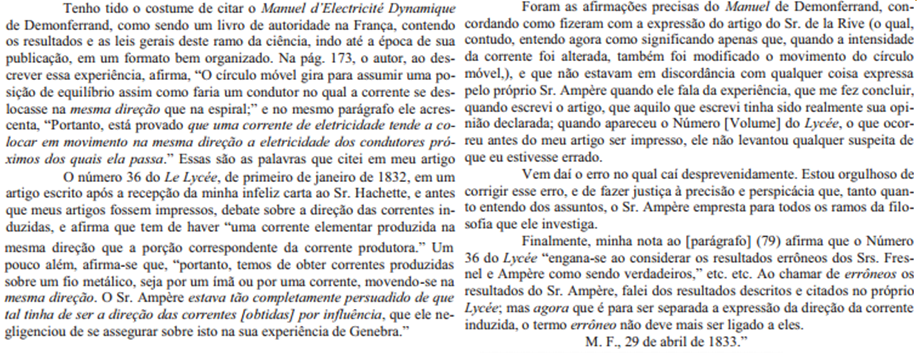 Tenho tido o costume de citar o Manuel d’Electricité Dynamique
de Demonferrand, como sendo um livro de autoridade na França, contendo
os resultados e as leis gerais deste ramo da ciência, indo até a época de sua
publicação, em um formato bem organizado. Na pág. 173, o autor, ao des-
crever essa experiência, afirma, “O círculo móvel gira para assumir uma po-
sição de equilíbrio assim como faria um condutor no qual a corrente se des-
locasse na mesma direção que na espiral;” e no mesmo parágrafo ele acres-
centa, “Portanto, está provado que uma corrente de eletricidade tende a co-
locar em movimento na mesma direção a eletricidade dos condutores pró-
ximos dos quais ela passa.” Essas são as palavras que citei em meu artigo
O número 36 do Le Lycée, de primeiro de janeiro de 1832, em um
artigo escrito após a recepção da minha infeliz carta ao Sr. Hachette, e antes
que meus artigos fossem impressos, debate sobre a direção das correntes in-
duzidas, e afirma que tem de haver “uma corrente elementar produzida na
mesma direção que a porção correspondente da corrente produtora.” Um
pouco além, afirma-se que, “portanto, temos de obter correntes produzidas
sobre um fio metálico, seja por um ímã ou por uma corrente, movendo-se na
mesma direção. O Sr. Ampère estava tão completamente persuadido de que
tal tinha de ser a direção das correntes [obtidas] por influência, que ele ne-
gligenciou de se assegurar sobre isto na sua experiência de Genebra.”
Foram as afirmações precisas do Manuel de Demonferrand, con-
cordando como fizeram com a expressão do artigo do Sr. de la Rive (o qual,
contudo, entendo agora como significando apenas que, quando a intensidade
da corrente foi alterada, também foi modificado o movimento do círculo
móvel,), e que não estavam em discordância com qualquer coisa expressa
pelo próprio Sr. Ampère quando ele fala da experiência, que me fez concluir,
quando escrevi o artigo, que aquilo que escrevi tinha sido realmente sua opi-
nião declarada; quando apareceu o Número [Volume] do Lycée, o que ocor-
reu antes do meu artigo ser impresso, ele não levantou qualquer suspeita de
que eu estivesse errado.
Vem daí o erro no qual caí desprevenidamente. Estou orgulhoso de
corrigir esse erro, e de fazer justiça à precisão e perspicácia que, tanto quan-
to entendo dos assuntos, o Sr. Ampère empresta para todos os ramos da filo-
sofia que ele investiga.
Finalmente, minha nota ao [parágrafo] (79) afirma que o Número
36 do Lycée “engana-se ao considerar os resultados errôneos dos Srs. Fres-
nel e Ampère como sendo verdadeiros,” etc. etc. Ao chamar de errôneos os
resultados do Sr. Ampère, falei dos resultados descritos e citados no próprio
Lycée; mas agora que é para ser separada a expressão da direção da corrente
induzida, o termo errôneo não deve mais ser ligado a eles.
M. F., 29 de abril de 1833.”